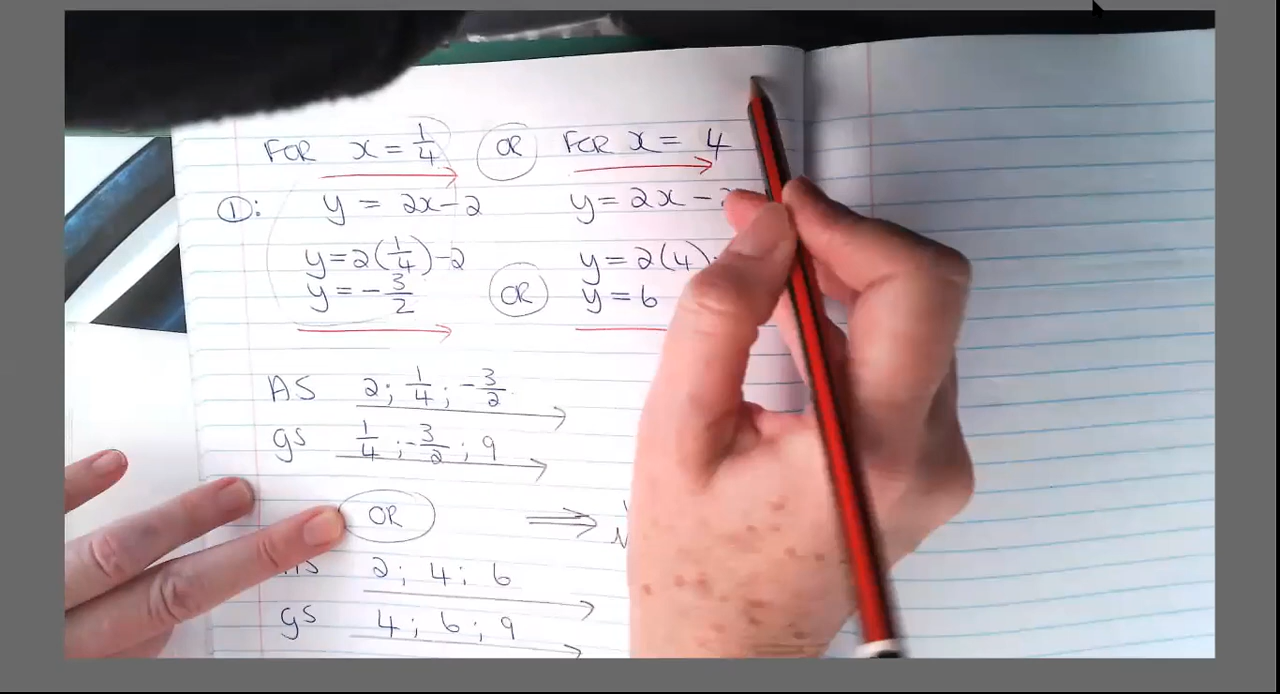 FOR x = 1/4 OR FOR x = 4
①: y = 2x-2 y = 2x-
y=2(1/4)-2 y=2(4)
y=-3/2 OR y=6
AS 2; 1/4; -3/2
GS 1/4; -3/2; 9
OR ⟹
2; 4; 6
GS 4; 6; 9